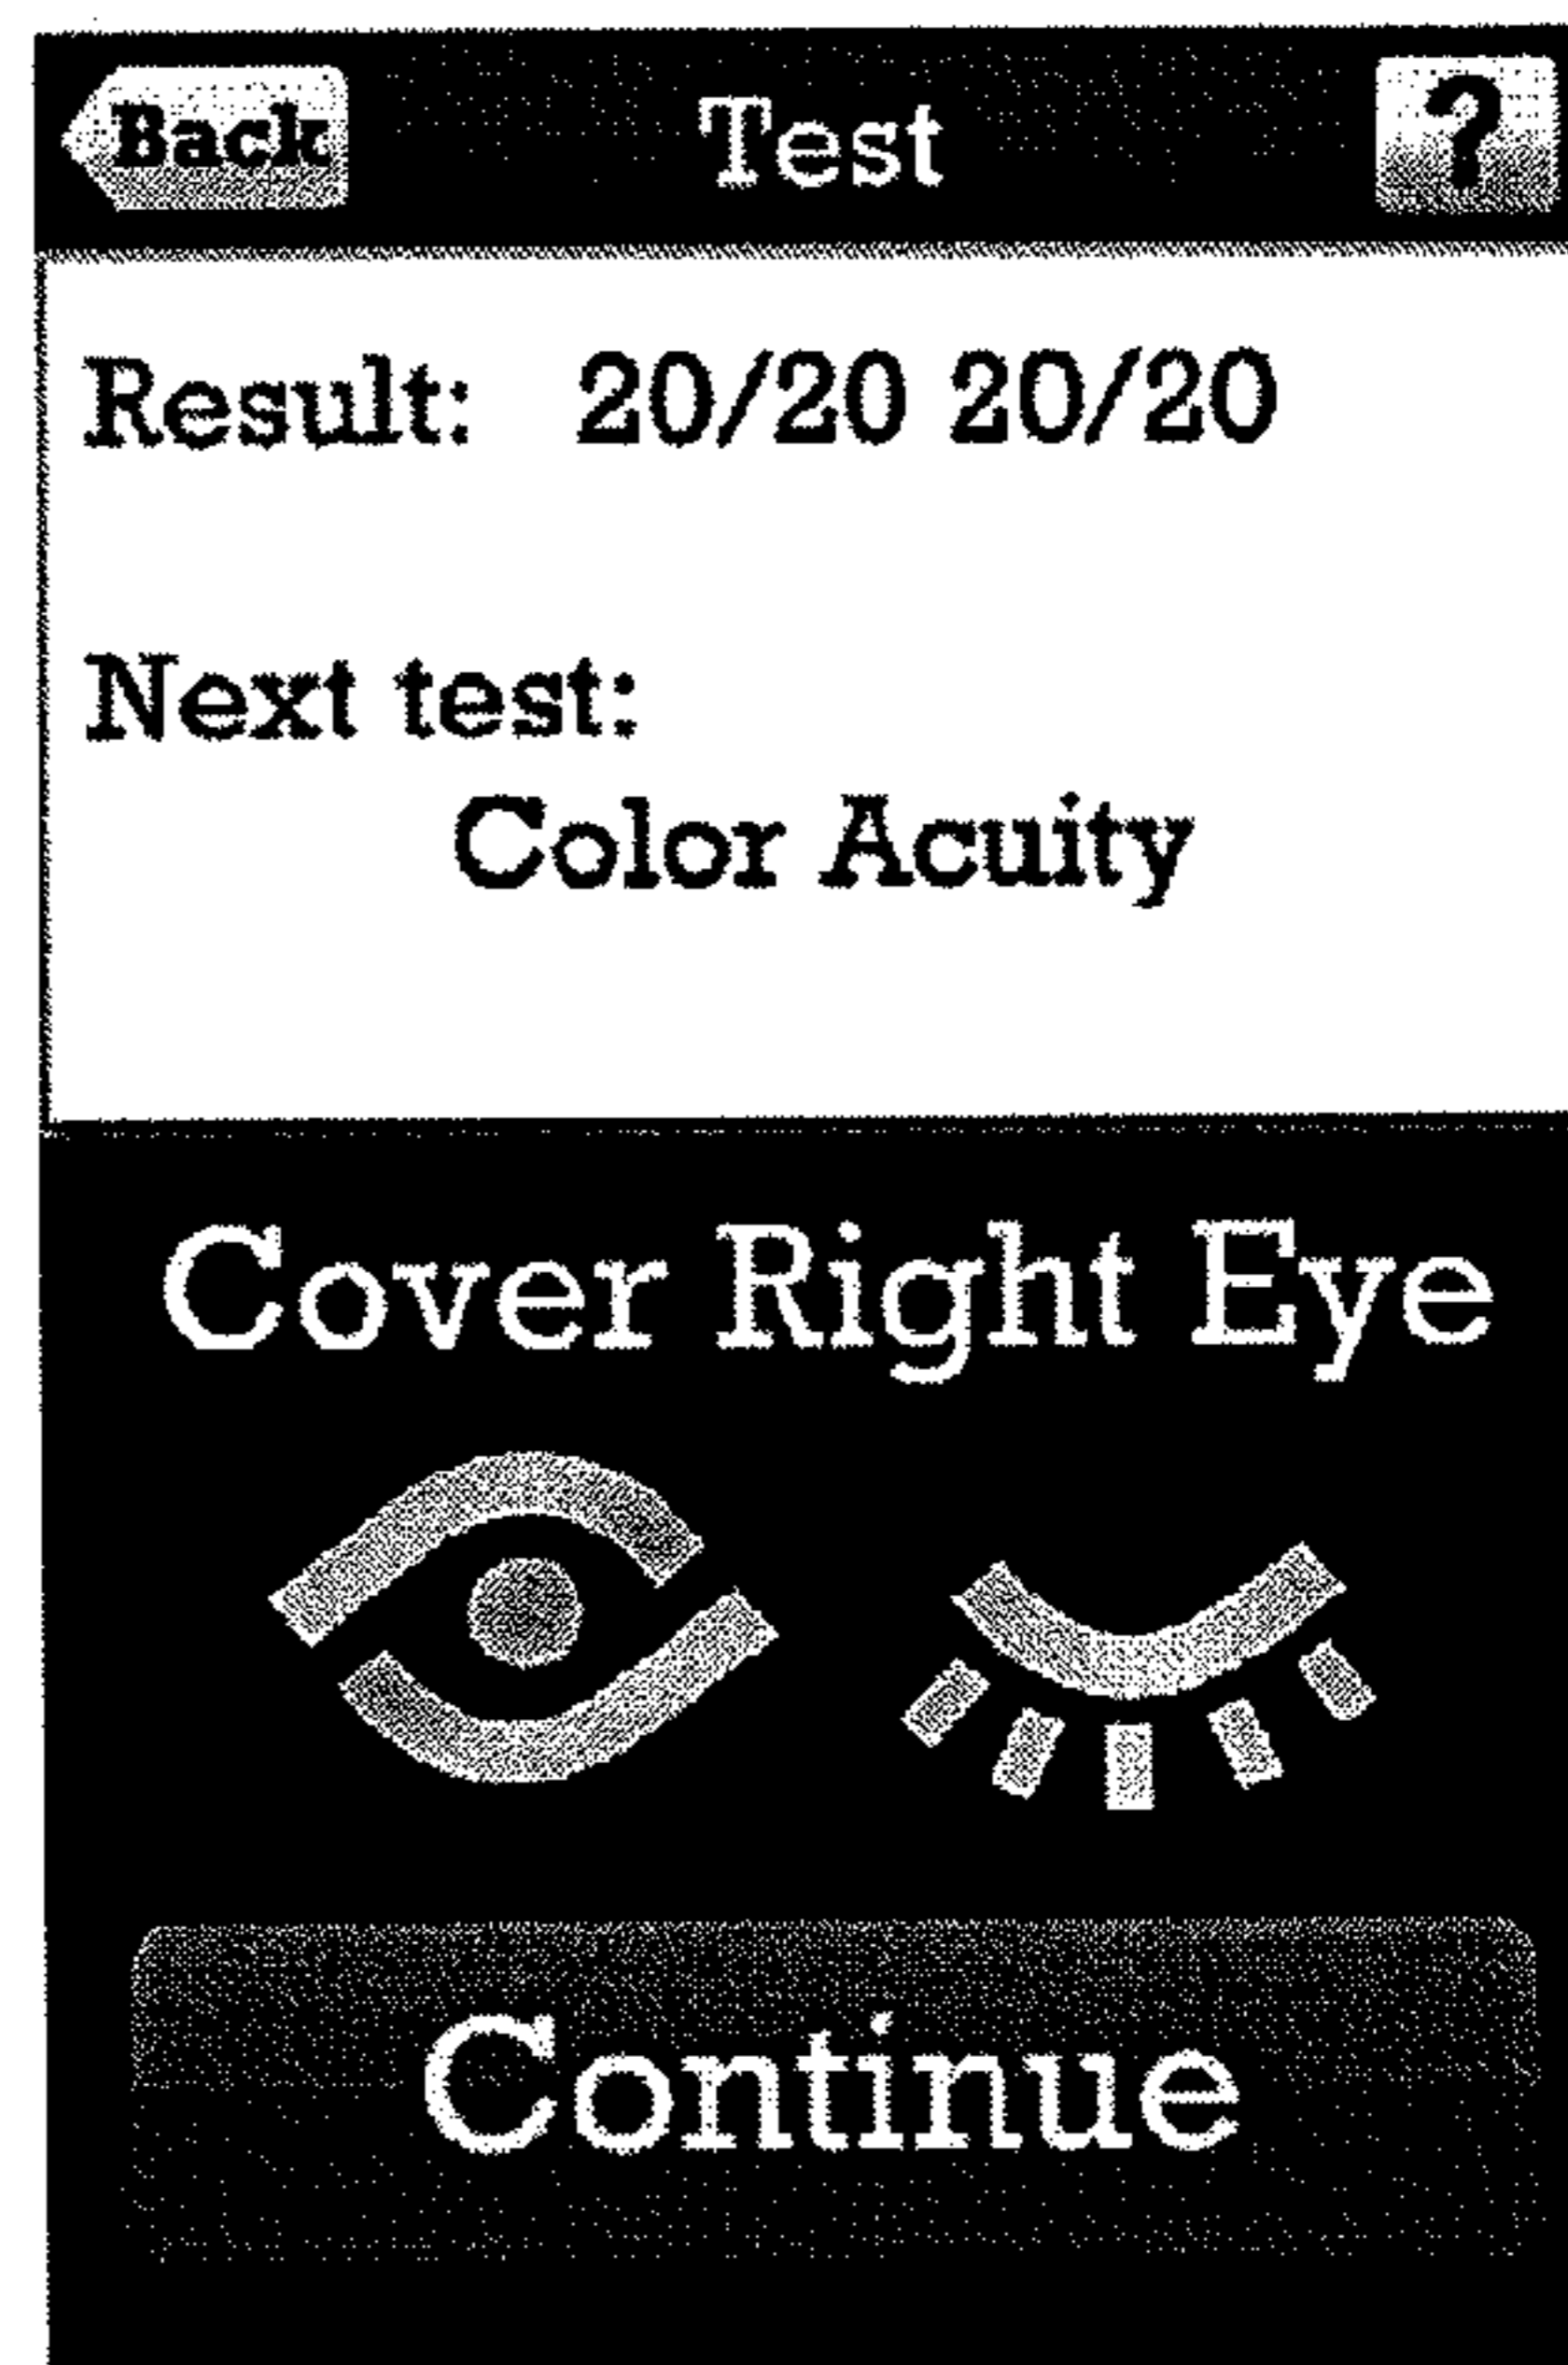 Back Test ?
Result: 20/20 20/20
Next test:
Color Acuity
Cover Right Eye
Continue